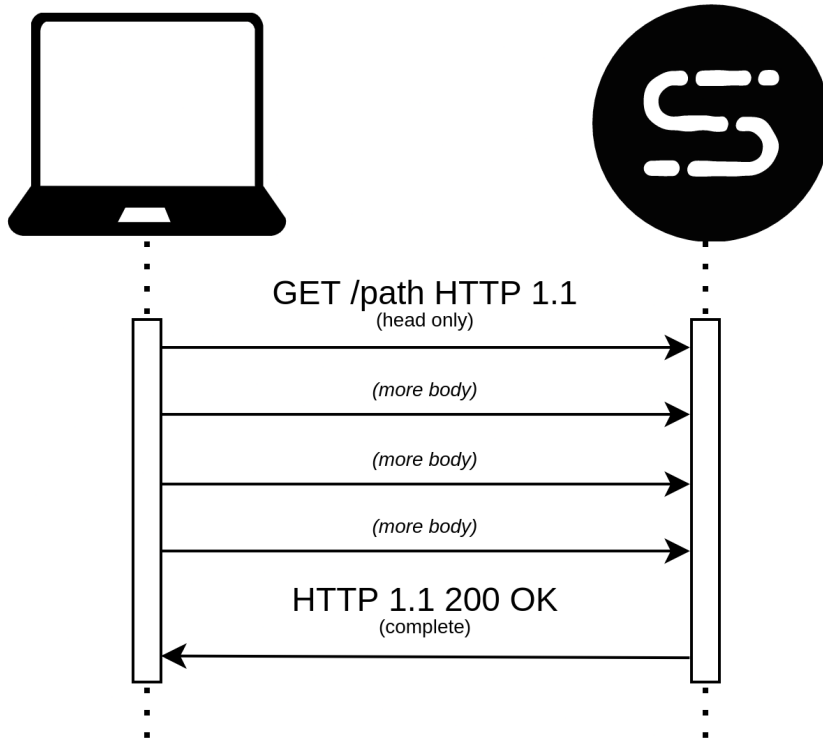 GET /path HTTP 1.1
(head only)
(more body)
(more body)
(more body)
HTTP 1.1 200 OK
(complete)